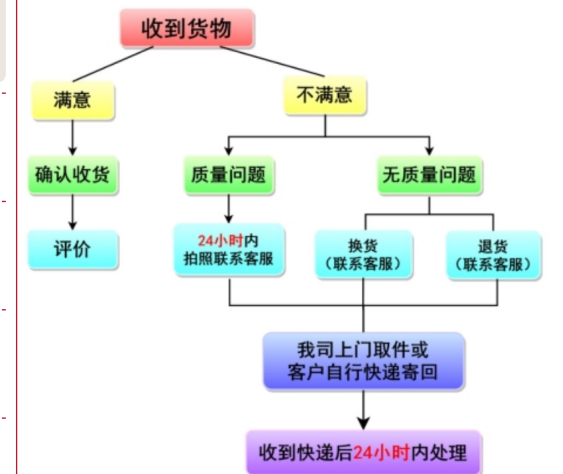 收到货物
满意
不满意
确认收货
质量问题
无质量问题
评价
24小时内
拍照联系客服
换货
（联系客服）
退货
（联系客服）
我司上门取件或
客户自行快递寄回
收到快递后24小时内处理